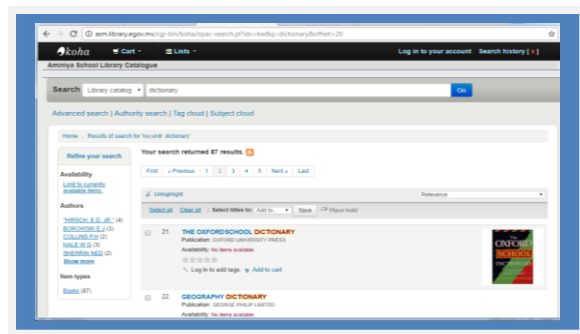 asm.library.egov.mv/cgi-bin/koha/opac-search.pl?idx=kw&q=dictionary&offset=20
koha Cart Lists Log in to your account Search history [x]
Aminiya School Library Catalogue
Search Library catalog dictionary Go
Advanced search | Authority search | Tag cloud | Subject cloud
Home Results of search for 'kw,wrdl: dictionary'
Refine your search
Availability
Limit to currently
available items.
Authors
"HIRSCH, E.D. JR." (4)
BOROWSKI E.J (3)
COLLINS P.H (2)
HALE W.G (3)
SHERRIN NED (2)
Show more
Item types
Books (87)
Your search returned 87 results.
First « Previous 1 2 3 4 5 Next » Last
Unhighlight Relevance
Select all Clear all | Select titles to: Add to... Save Place hold
21. THE OXFORDSCHOOL DICTIONARY
Publication: OXFORD UNIVERSITY PRESS
Availability: No items available:
Log in to add tags. Add to cart
The
OXFORD
SCHOOL
DICTIONARY
22. GEOGRAPHY DICTIONARY
Publication: GEORGE PHILIP LIMITED
Availability: No items available: